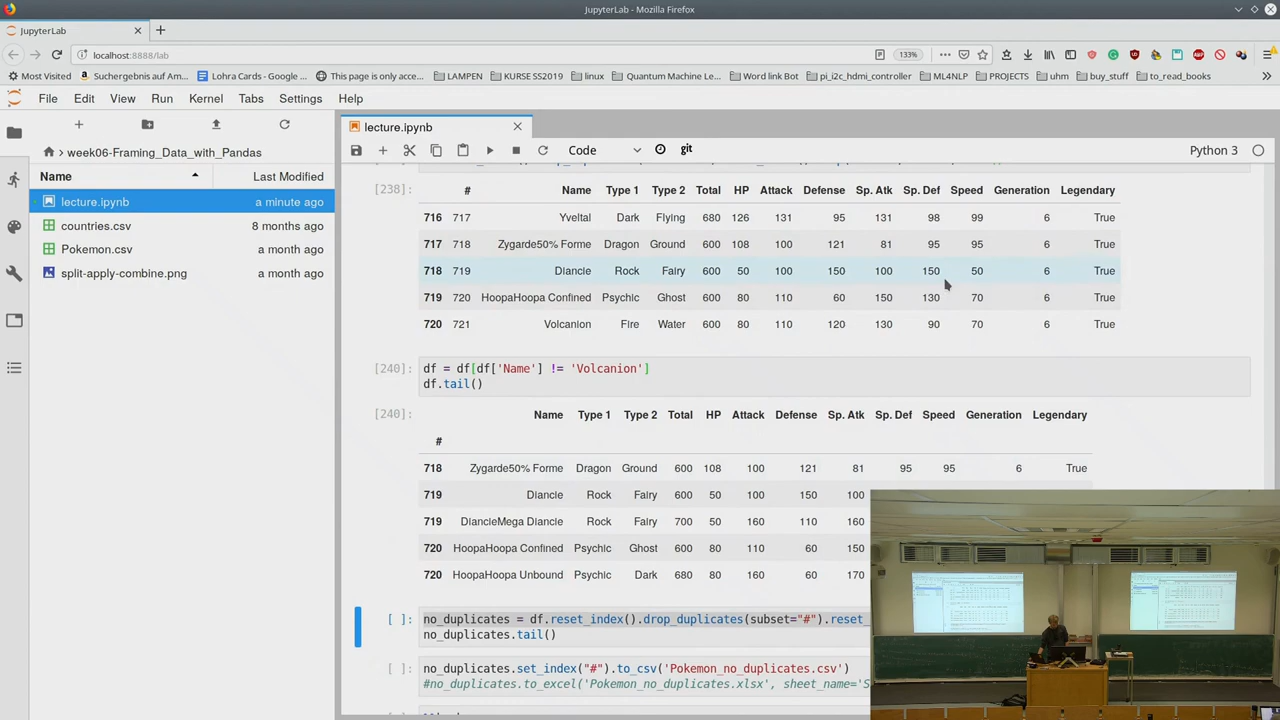 JupyterLab - Mozilla Firefox
JupyterLab
localhost:8888/lab
133%
Most Visited
Suchergebnis auf Am...
Lohra Cards - Google ...
This page is only acce...
LAMPEN
KURSE SS2019
linux
Quantum Machine Le...
Word link Bot
pi_i2c_hdmi_controller
ML4NLP
PROJECTS
uhm
buy_stuff
to_read_books
File Edit View Run Kernel Tabs Settings Help
lecture.ipynb
Code
git
Python 3
week06-Framing_Data_with_Pandas
Name Last Modified
lecture.ipynb a minute ago
countries.csv 8 months ago
Pokemon.csv a month ago
split-apply-combine.png a month ago
[238]: # Name Type 1 Type 2 Total HP Attack Defense Sp. Atk Sp. Def Speed Generation Legendary
716 717 Yveltal Dark Flying 680 126 131 95 131 98 99 6 True
717 718 Zygarde50% Forme Dragon Ground 600 108 100 121 81 95 95 6 True
718 719 Diancie Rock Fairy 600 50 100 150 100 150 50 6 True
719 720 HoopaHoopa Confined Psychic Ghost 600 80 110 60 150 130 70 6 True
720 721 Volcanion Fire Water 600 80 110 120 130 90 70 6 True
[240]: df = df[df['Name'] != 'Volcanion']
df.tail()
[240]: Name Type 1 Type 2 Total HP Attack Defense Sp. Atk Sp. Def Speed Generation Legendary
#
718 Zygarde50% Forme Dragon Ground 600 108 100 121 81 95 95 6 True
719 Diancie Rock Fairy 600 50 100 150 100
719 DiancieMega Diancie Rock Fairy 700 50 160 110 160
720 HoopaHoopa Confined Psychic Ghost 600 80 110 60 150
720 HoopaHoopa Unbound Psychic Dark 680 80 160 60 170
[ ]: no_duplicates = df.reset_index().drop_duplicates(subset="#").reset_
no_duplicates.tail()
[ ]: no_duplicates.set_index("#").to_csv('Pokemon_no_duplicates.csv')
#no_duplicates.to_excel('Pokemon_no_duplicates.xlsx', sheet_name='S